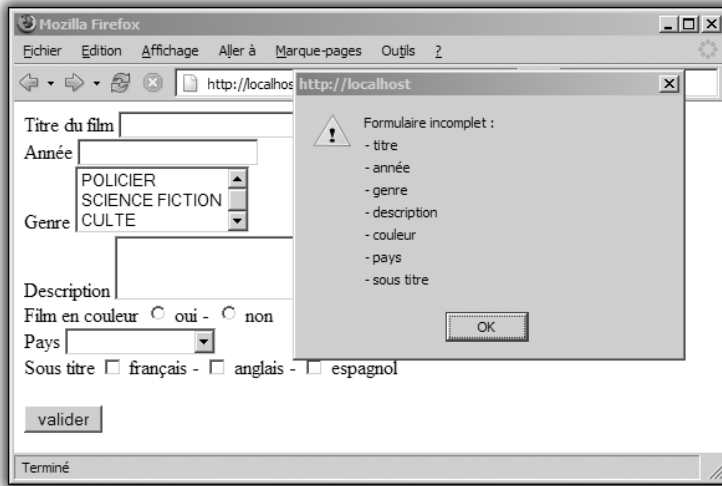 Mozilla Firefox
Fichier Edition Affichage Aller à Marque-pages Outils ?
http://localhos
http://localhost
Formulaire incomplet :
- titre
- année
- genre
- description
- couleur
- pays
- sous titre
OK
Titre du film
Année
POLICIER
SCIENCE FICTION
Genre CULTE
Description
Film en couleur oui - non
Pays
Sous titre français - anglais - espagnol
valider
Terminé